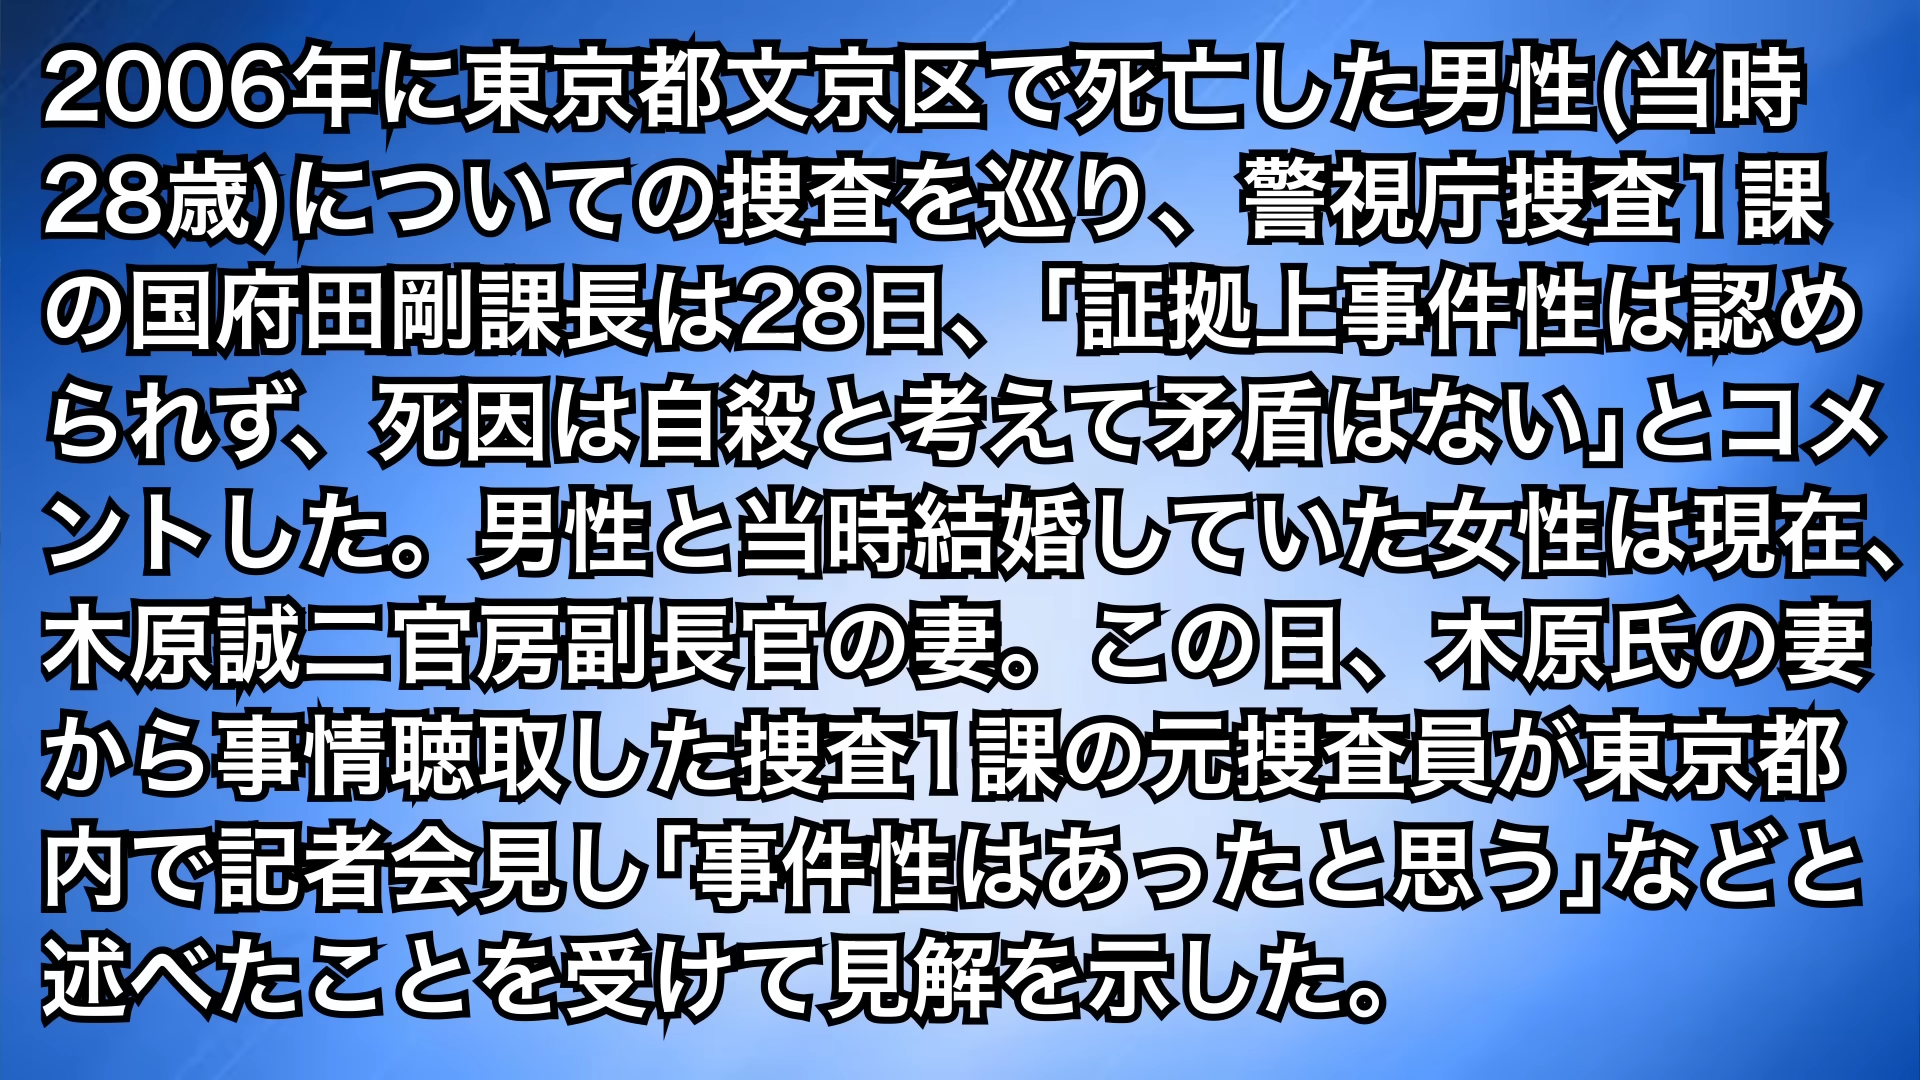 2006年に東京都文京区で死亡した男性(当時
28歳)についての捜査を巡り、警視庁捜査1課
の国府田剛課長は28日、「証拠上事件性は認め
られず、死因は自殺と考えて矛盾はない」とコメ
ントした。男性と当時結婚していた女性は現在、
木原誠二官房副長官の妻。この日、木原氏の妻
から事情聴取した捜査1課の元捜査員が東京都
内で記者会見し「事件性はあったと思う」などと
述べたことを受けて見解を示した。